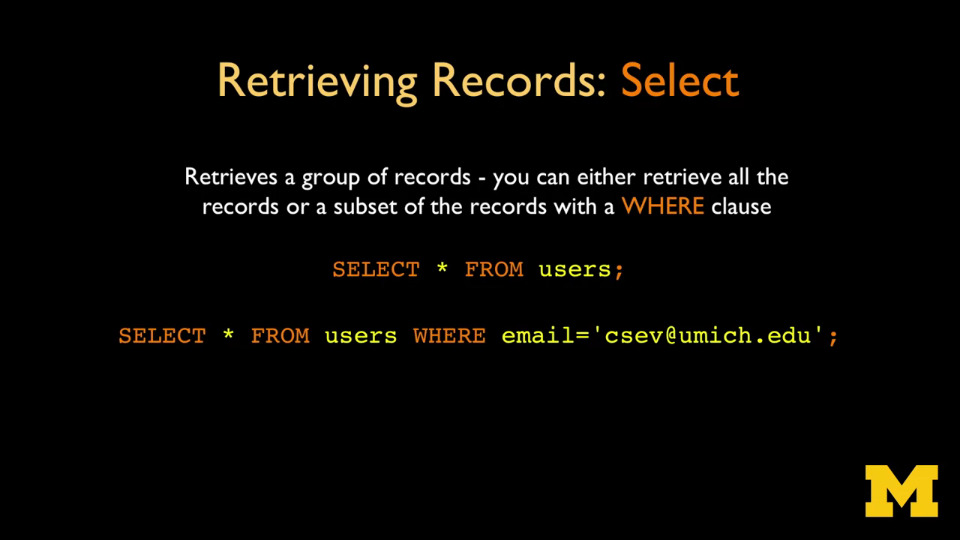 Retrieving Records: Select
Retrieves a group of records - you can either retrieve all the
records or a subset of the records with a WHERE clause
SELECT * FROM users;
SELECT * FROM users WHERE email='csev@umich.edu';
M